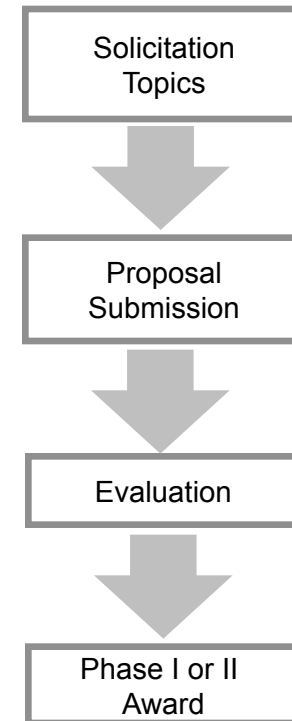 Solicitation
Topics
Proposal
Submission
Evaluation
Phase I or II
Award